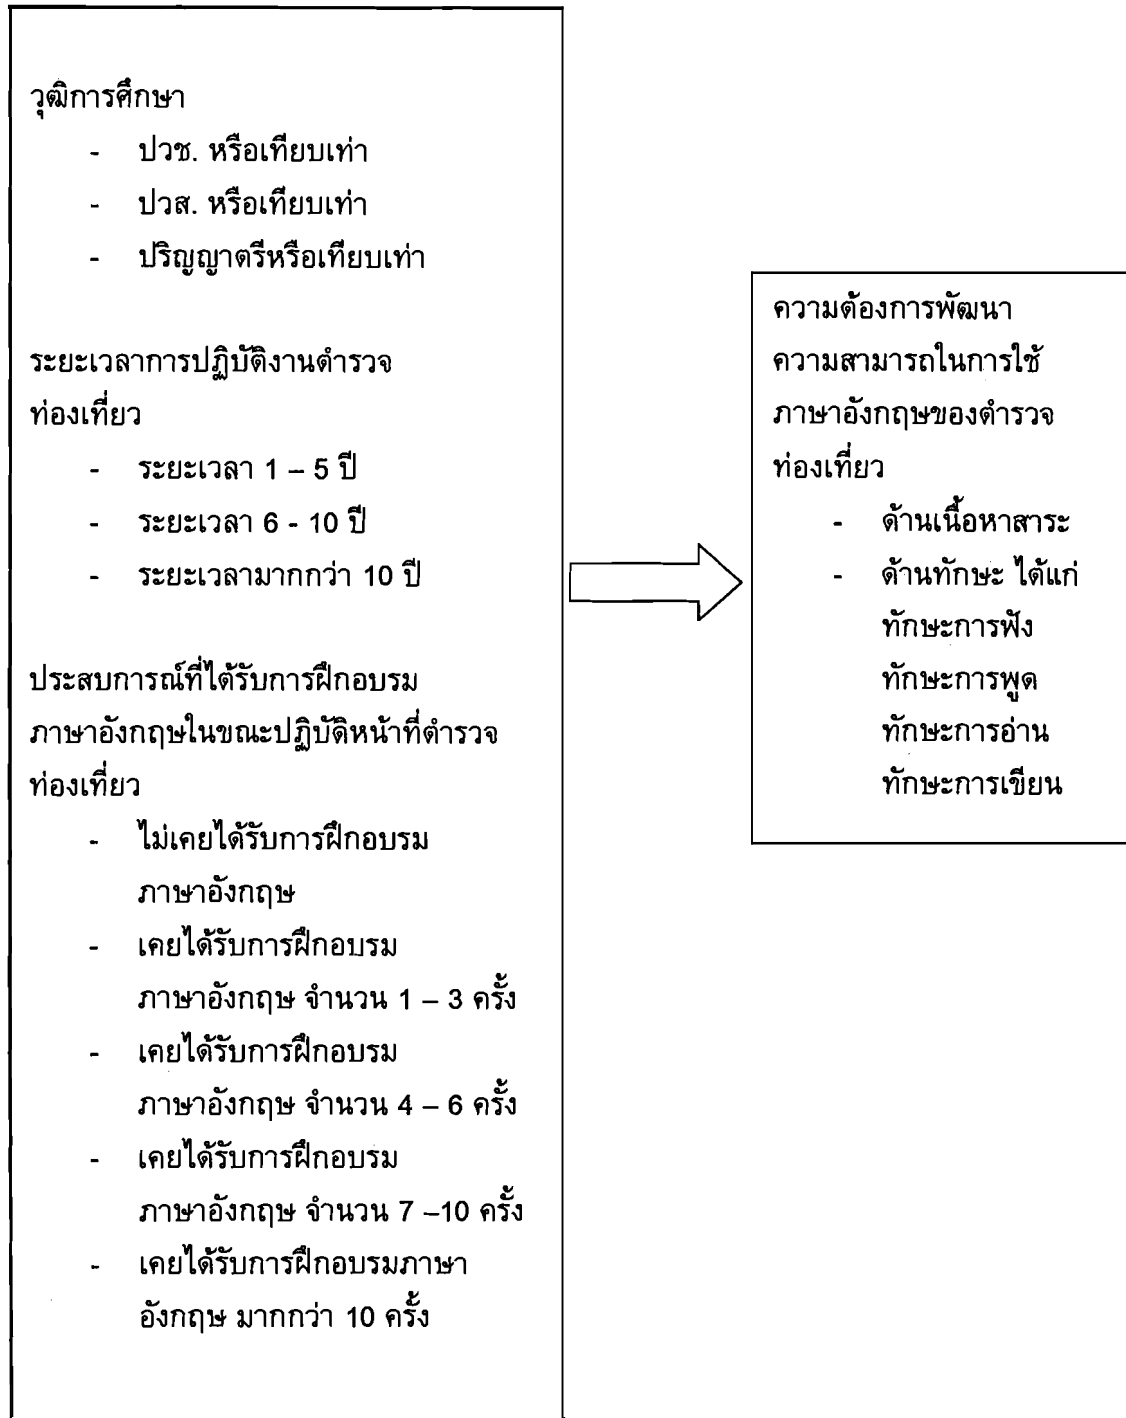 วุฒิการศึกษา
- ปวช. หรือเทียบเท่า
- ปวส. หรือเทียบเท่า
- ปริญญาตรีหรือเทียบเท่า
ระยะเวลาการปฏิบัติงานตำรวจ
ท่องเที่ยว
- ระยะเวลา 1 – 5 ปี
- ระยะเวลา 6 - 10 ปี
- ระยะเวลามากกว่า 10 ปี
ประสบการณ์ที่ได้รับการฝึกอบรม
ภาษาอังกฤษในขณะปฏิบัติหน้าที่ตำรวจ
ท่องเที่ยว
- ไม่เคยได้รับการฝึกอบรม
ภาษาอังกฤษ
- เคยได้รับการฝึกอบรม
ภาษาอังกฤษ จำนวน 1 – 3 ครั้ง
- เคยได้รับการฝึกอบรม
ภาษาอังกฤษ จำนวน 4 – 6 ครั้ง
- เคยได้รับการฝึกอบรม
ภาษาอังกฤษ จำนวน 7 –10 ครั้ง
- เคยได้รับการฝึกอบรมภาษา
อังกฤษ มากกว่า 10 ครั้ง
ความต้องการพัฒนา
ความสามารถในการใช้
ภาษาอังกฤษของตำรวจ
ท่องเที่ยว
- ด้านเนื้อหาสาระ
- ด้านทักษะ ได้แก่
ทักษะการฟัง
ทักษะการพูด
ทักษะการอ่าน
ทักษะการเขียน